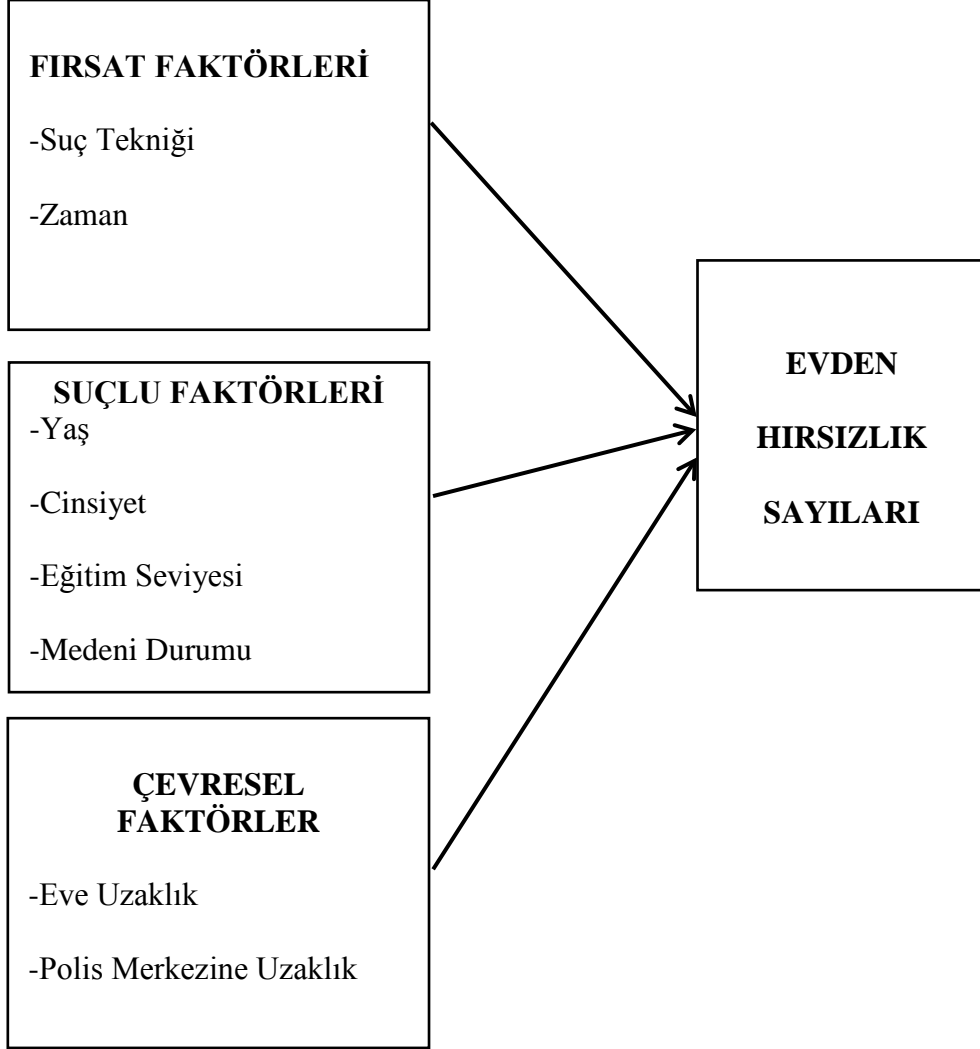 FIRSAT FAKTÖRLERİ
-Suç Tekniği
-Zaman
SUÇLU FAKTÖRLERİ
-Yaş
-Cinsiyet
-Eğitim Seviyesi
-Medeni Durumu
ÇEVRESEL
FAKTÖRLER
-Eve Uzaklık
-Polis Merkezine Uzaklık
EVDEN
HIRSIZLIK
SAYILARI